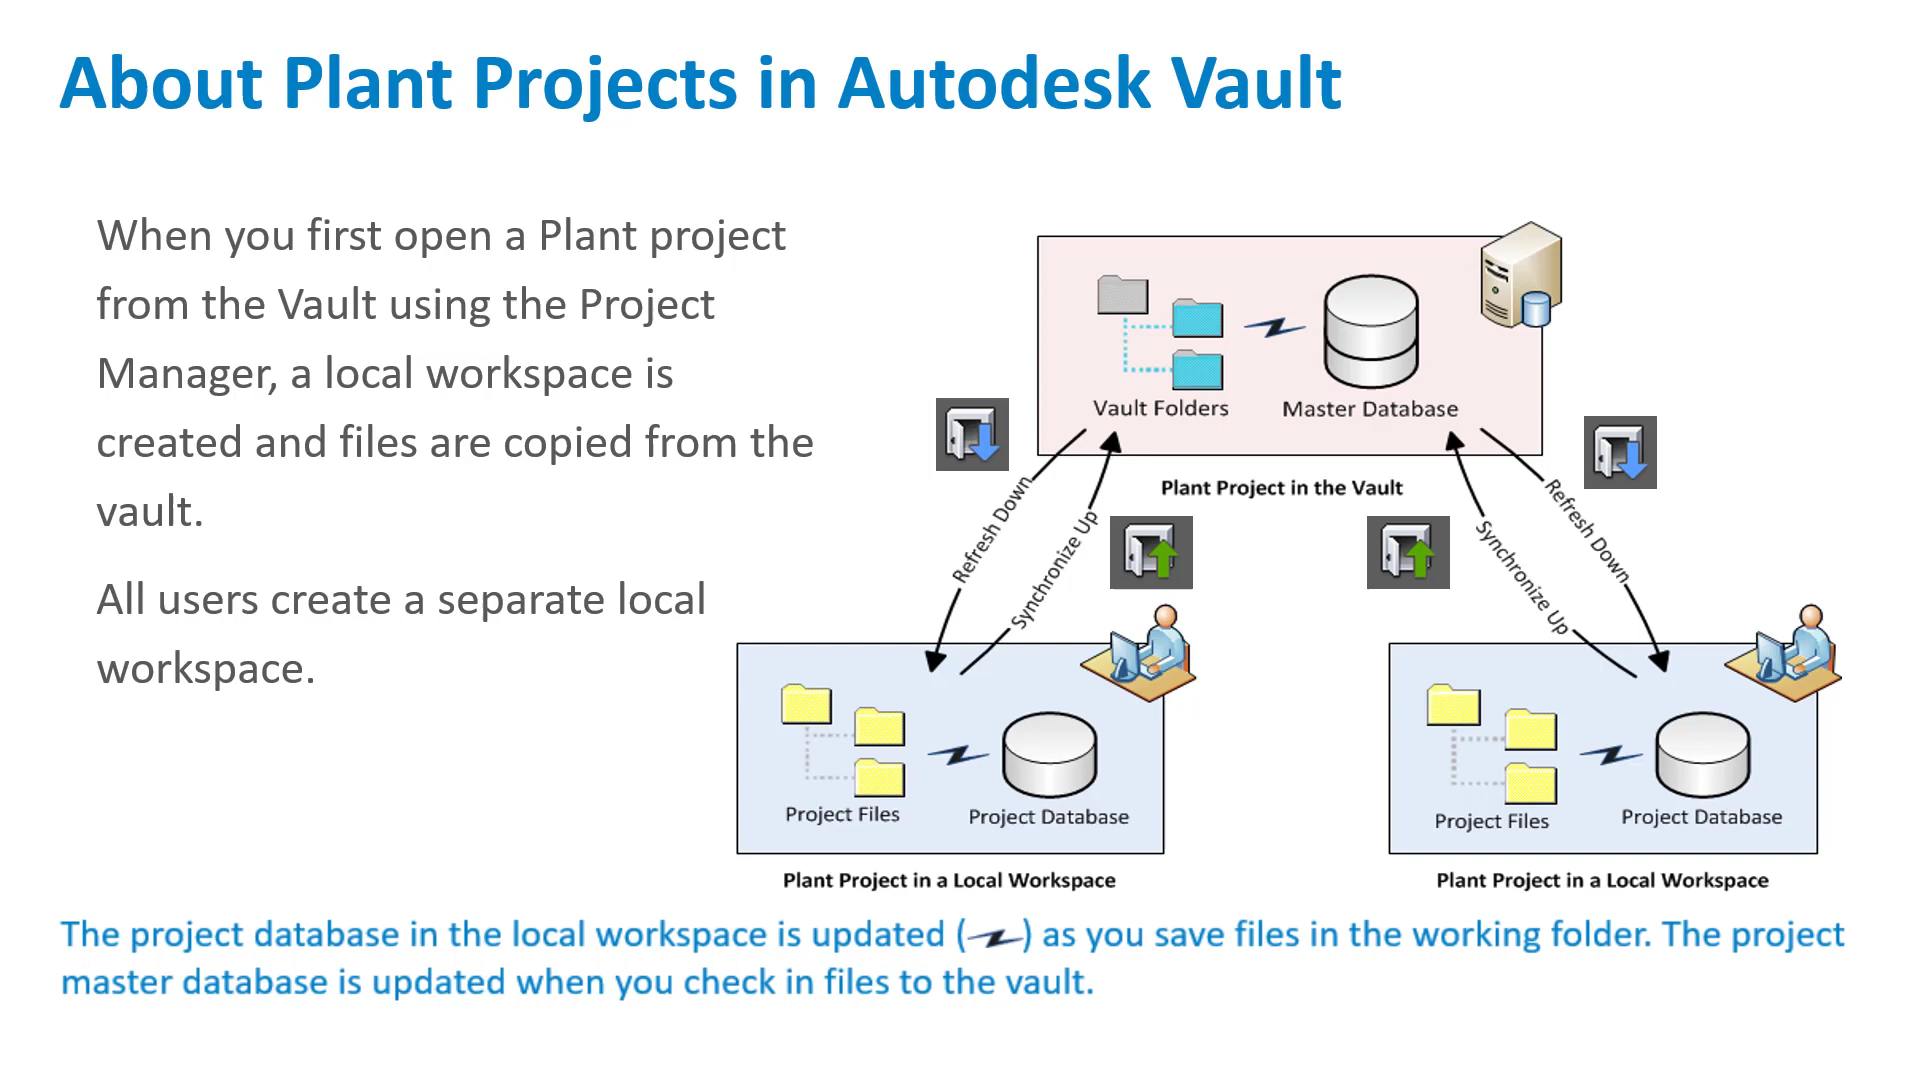 About Plant Projects in Autodesk Vault
When you first open a Plant project
from the Vault using the Project
Manager, a local workspace is
created and files are copied from the
vault.
All users create a separate local
workspace.
Vault Folders
Master Database
Plant Project in the Vault
Refresh Down
Synchronize Up
Synchronize Up
Refresh Down
Project Files
Project Database
Plant Project in a Local Workspace
Project Files
Project Database
Plant Project in a Local Workspace
The project database in the local workspace is updated ( ) as you save files in the working folder. The project
master database is updated when you check in files to the vault.